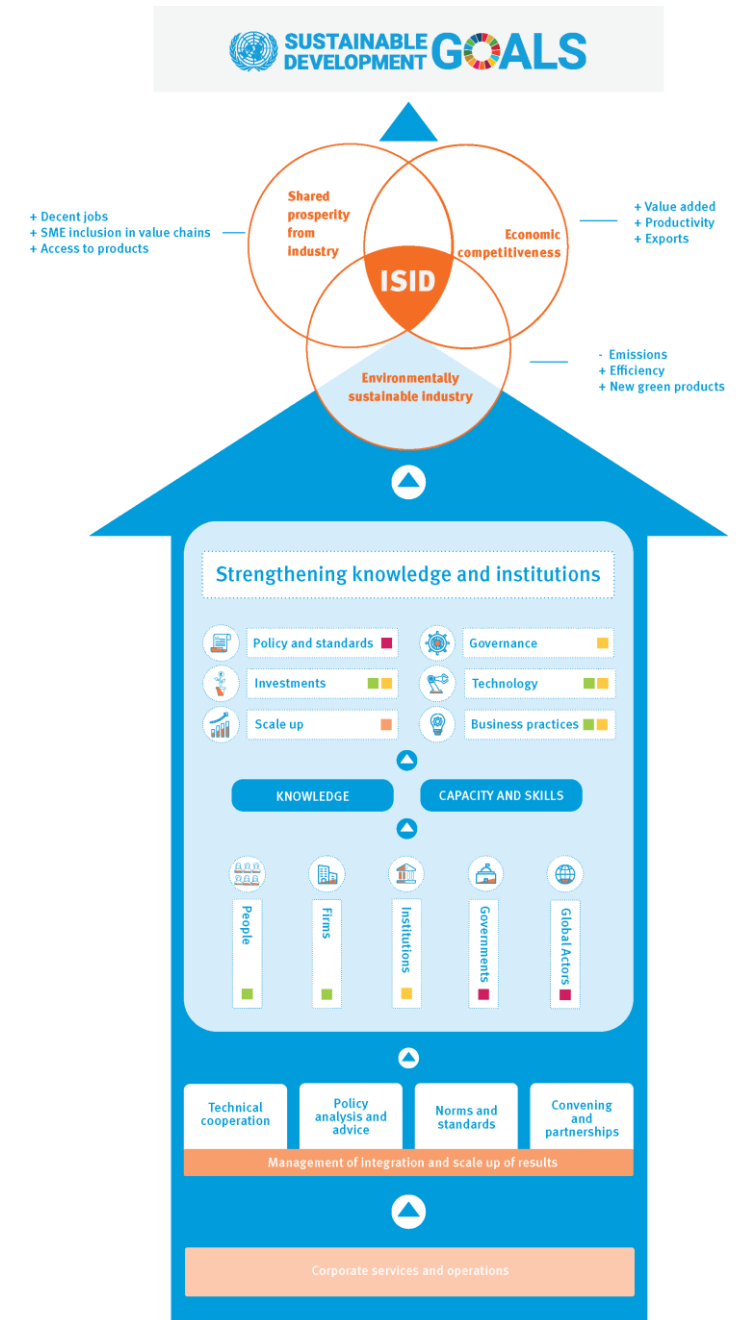 SUSTAINABLE
DEVELOPMENT
GOALS
Shared
prosperity
from
industry
Economic
competitiveness
ISID
Environmentally
sustainable industry
+ Decent jobs
+ SME inclusion in value chains
+ Access to products
+ Value added
+ Productivity
+ Exports
- Emissions
+ Efficiency
+ New green products
Strengthening knowledge and institutions
Policy and standards
Governance
Investments
Technology
Scale up
Business practices
KNOWLEDGE
CAPACITY AND SKILLS
People
Firms
Institutions
Governments
Global Actors
Technical
cooperation
Policy
analysis and
advice
Norms and
standards
Convening
and
partnerships
Management of integration and scale up of results
Corporate services and operations